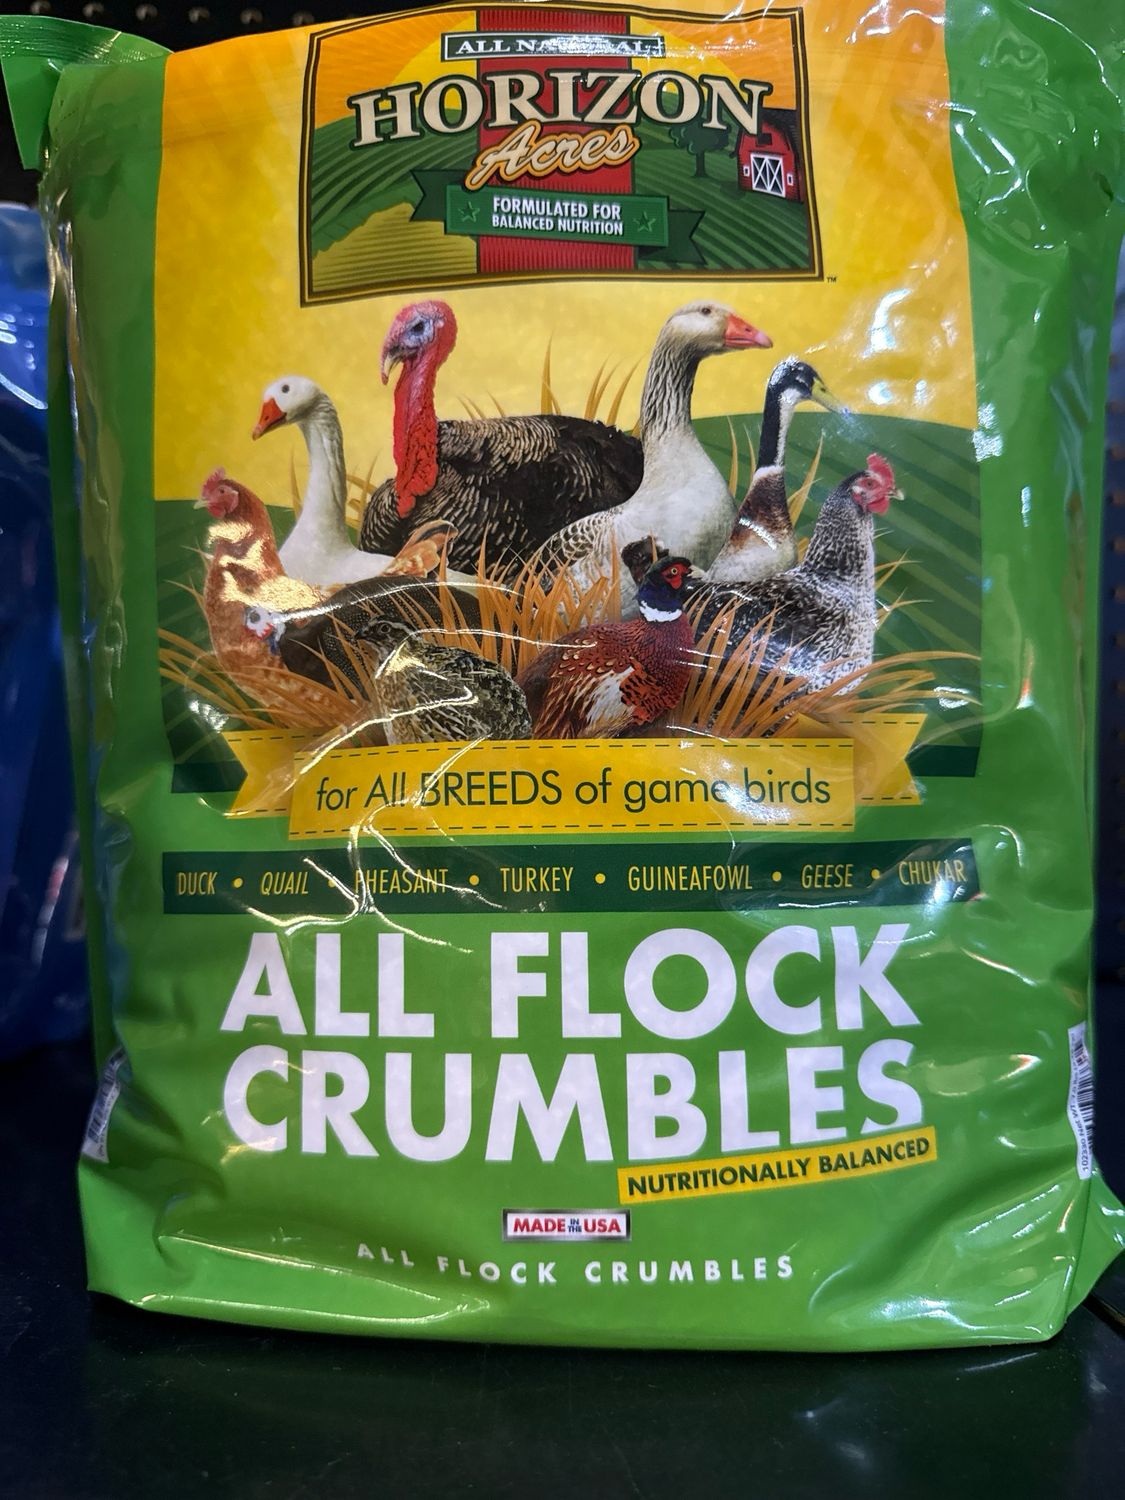 ALL NATURAL
HORIZON
Acres
FORMULATED FOR
BALANCED NUTRITION
TM
for All BREEDS of game birds
DUCK • QUAIL • PHEASANT • TURKEY • GUINEAFOWL • GEESE • CHUKAR
ALL FLOCK
CRUMBLES
NUTRITIONALLY BALANCED
MADE IN THE USA
ALL FLOCK CRUMBLES